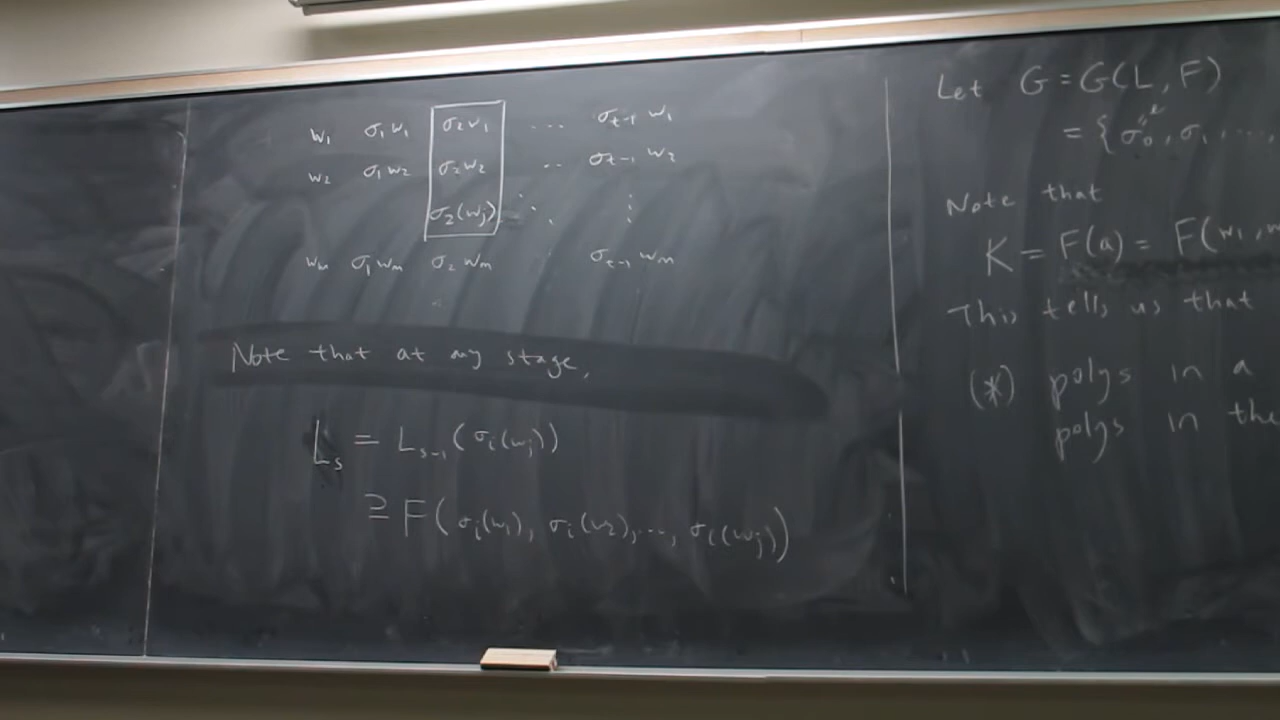 w₁ σ₁w₁ σ₂w₁ ... σₜ₋₁ w₁
w₂ σ₁w₂ σ₂w₂ .. σₜ₋₁ w₂
σ₂(wⱼ) ⋱ ⋮
wₘ σ₁wₘ σ₂wₘ . σₜ₋₁ wₘ
Note that at any stage,
Lₛ = Lₛ₋₁(σᵢ(wⱼ))
⊇ F(σᵢ(w₁), σᵢ(w₂),..., σᵢ(wⱼ))
Let G = G(L, F)
= {σ₀, σ₁, ...,
Note that
K = F(a) = F(w₁,
This tells us that
(*) polys in a
polys in the